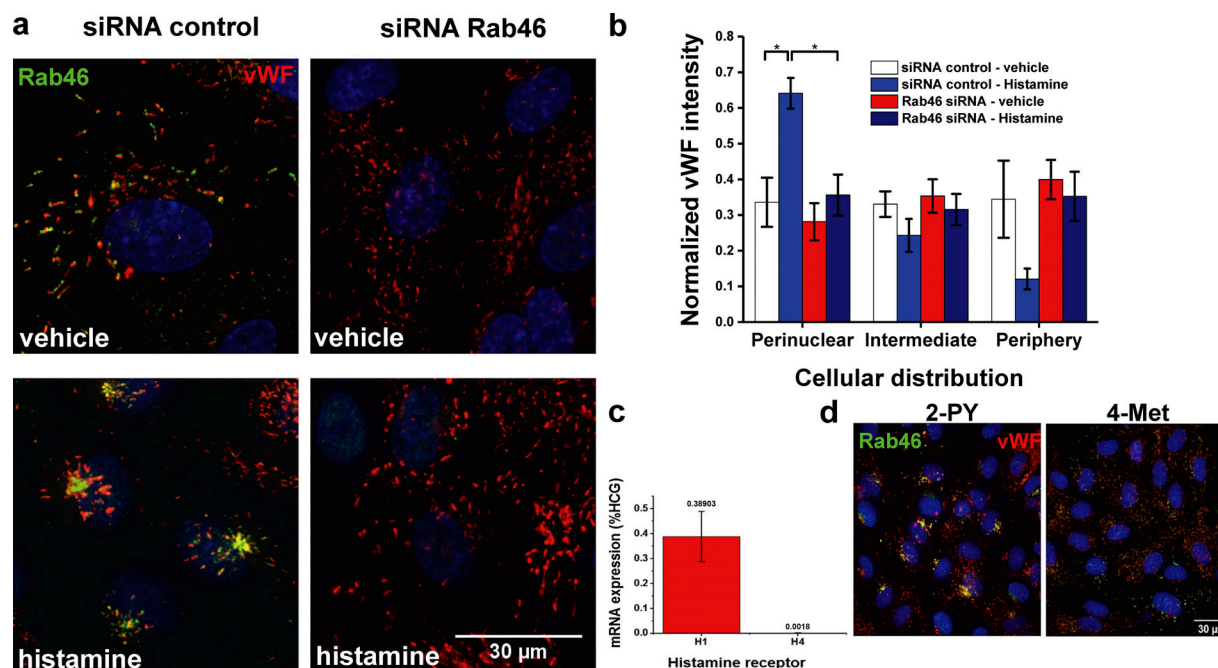 a
siRNA control
siRNA Rab46
Rab46
vWF
vehicle
vehicle
histamine
histamine
30 µm
b
Normalized vWF intensity
0.8
0.7
0.6
0.5
0.4
0.3
0.2
0.1
0.0
*
*
siRNA control - vehicle
siRNA control - Histamine
Rab46 siRNA - vehicle
Rab46 siRNA - Histamine
Perinuclear
Intermediate
Periphery
Cellular distribution
c
mRNA expression (%HCG)
0.5
0.4
0.3
0.2
0.1
0.0
0.38903
0.0018
H1
H4
Histamine receptor
d
2-PY
4-Met
Rab46
vWF
30 µm